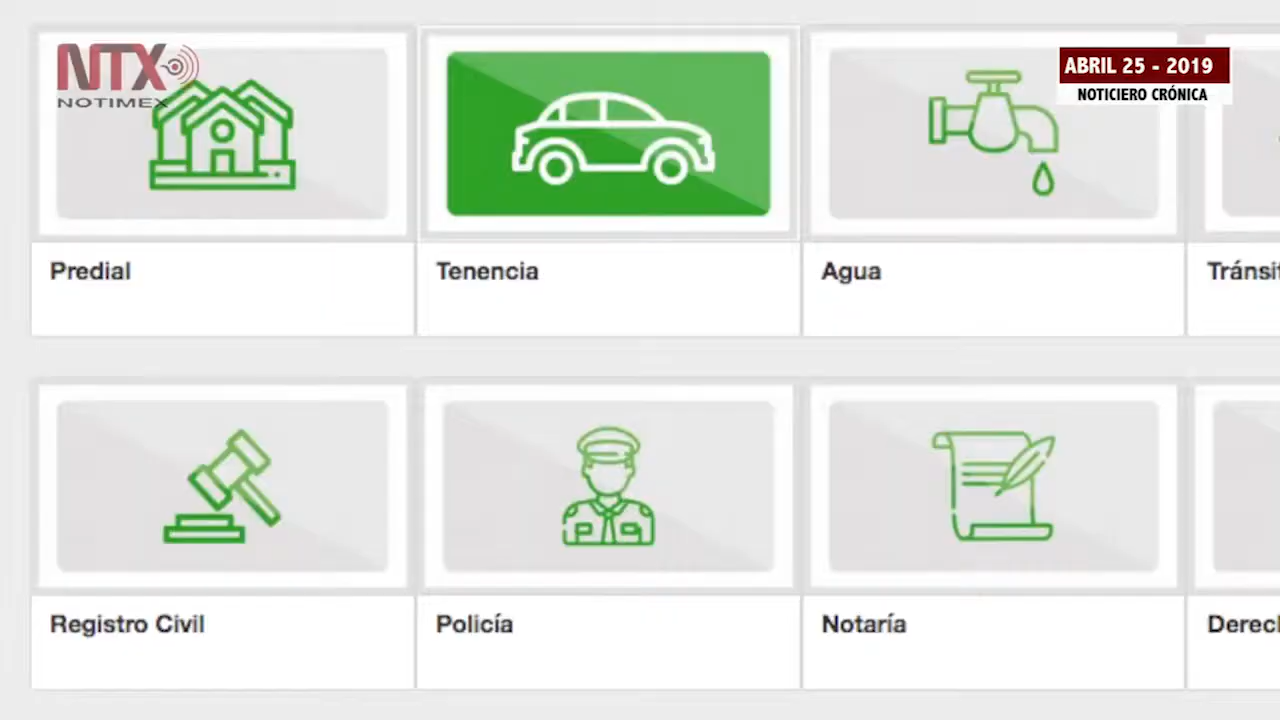 NTX
NOTIMEX
ABRIL 25 - 2019
NOTICIERO CRÓNICA
Predial
Tenencia
Agua
Registro Civil
Policía
Notaría